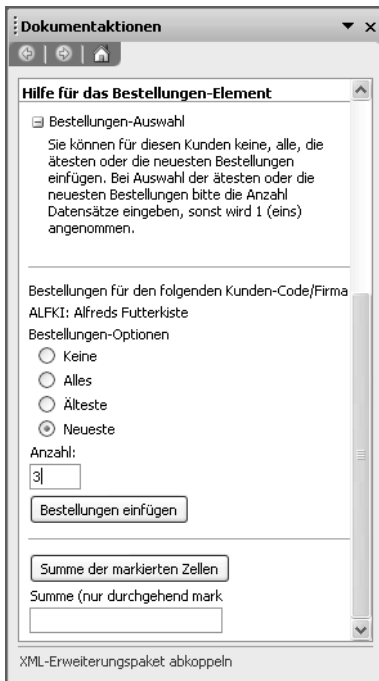 Dokumentaktionen
Hilfe für das Bestellungen-Element
Bestellungen-Auswahl
Sie können für diesen Kunden keine, alle, die
ätesten oder die neuesten Bestellungen
einfügen. Bei Auswahl der ätesten oder die
neuesten Bestellungen bitte die Anzahl
Datensätze eingeben, sonst wird 1 (eins)
angenommen.
Bestellungen für den folgenden Kunden-Code/Firma
ALFKI: Alfreds Futterkiste
Bestellungen-Optionen
Keine
Alles
Älteste
Neueste
Anzahl:
3
Bestellungen einfügen
Summe der markierten Zellen
Summe (nur durchgehend mark
XML-Erweiterungspaket abkoppeln